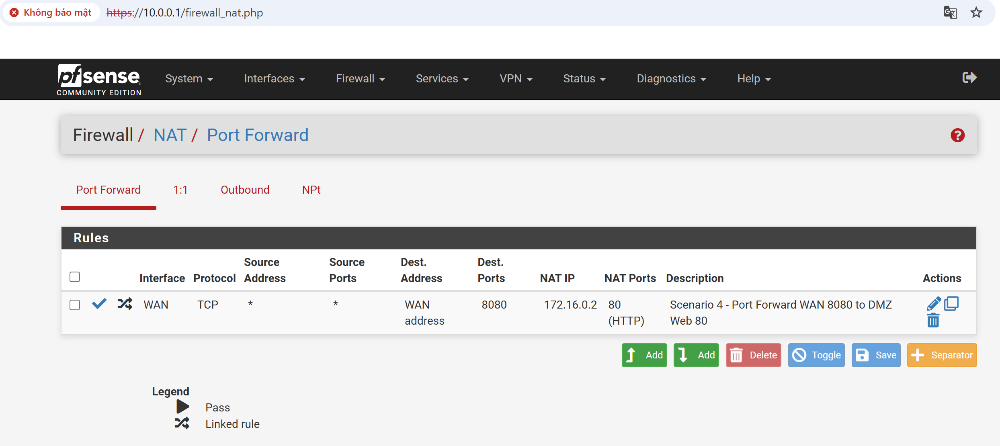 Không bảo mật https://10.0.0.1/firewall_nat.php
pfsense COMMUNITY EDITION
System Interfaces Firewall Services VPN Status Diagnostics Help
Firewall / NAT / Port Forward
Port Forward 1:1 Outbound NPt
Rules
Interface Protocol Source Address Source Ports Dest. Address Dest. Ports NAT IP NAT Ports Description Actions
WAN TCP * * WAN address 8080 172.16.0.2 80 (HTTP) Scenario 4 - Port Forward WAN 8080 to DMZ Web 80
Add Add Delete Toggle Save Separator
Legend
Pass
Linked rule